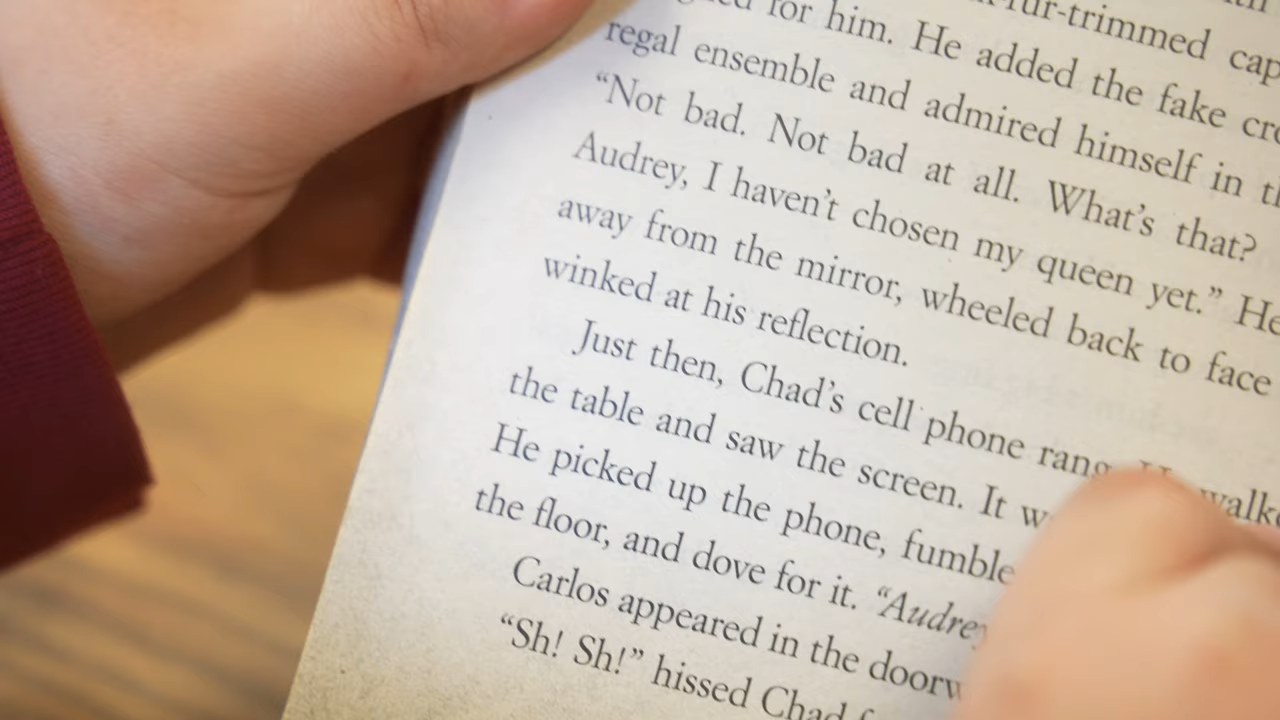 for him. He added the fake
regal ensemble and admired himself in
“Not bad. Not bad at all. What’s that?
Audrey, I haven’t chosen my queen yet.” He
away from the mirror, wheeled back to face
winked at his reflection.
Just then, Chad’s cell phone rang.
the table and saw the screen. It
He picked up the phone,
the floor, and dove for it. “Audrey
Carlos appeared in the
“Sh! Sh!” hissed Chad